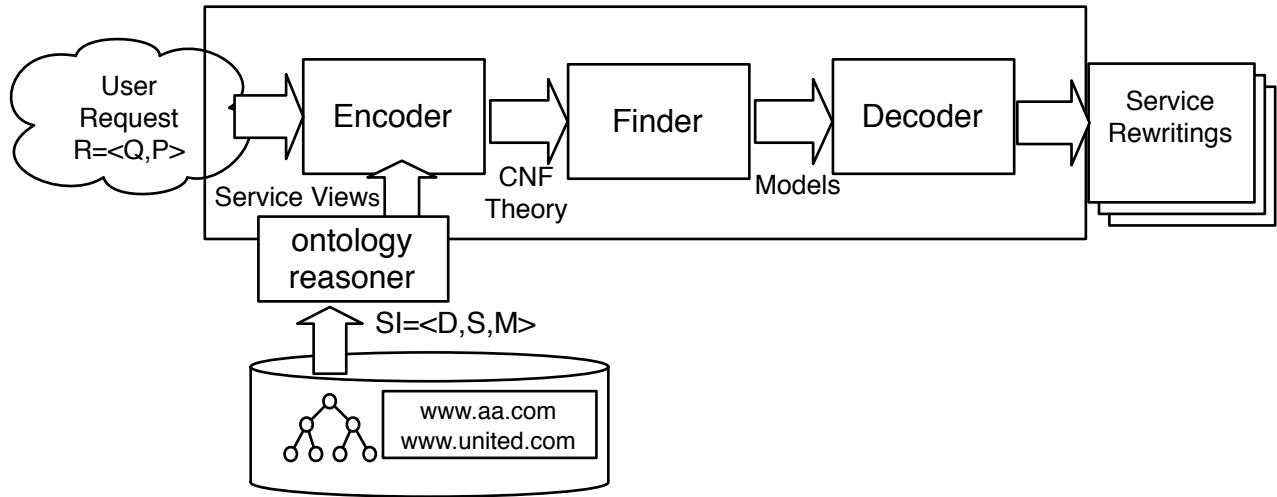 User
Request
R=<Q,P>
Encoder
Finder
Decoder
Service
Rewritings
Service Views
CNF
Theory
Models
ontology
reasoner
SI=<D,S,M>
www.aa.com
www.united.com